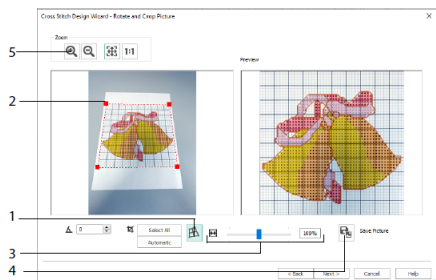 Cross Stitch Design Wizard - Rotate and Crop Picture
Zoom
5
1:1
Preview
2
1
0
Select All
Automatic
100%
Save Picture
3
4
< Back
Next >
Cancel
Help